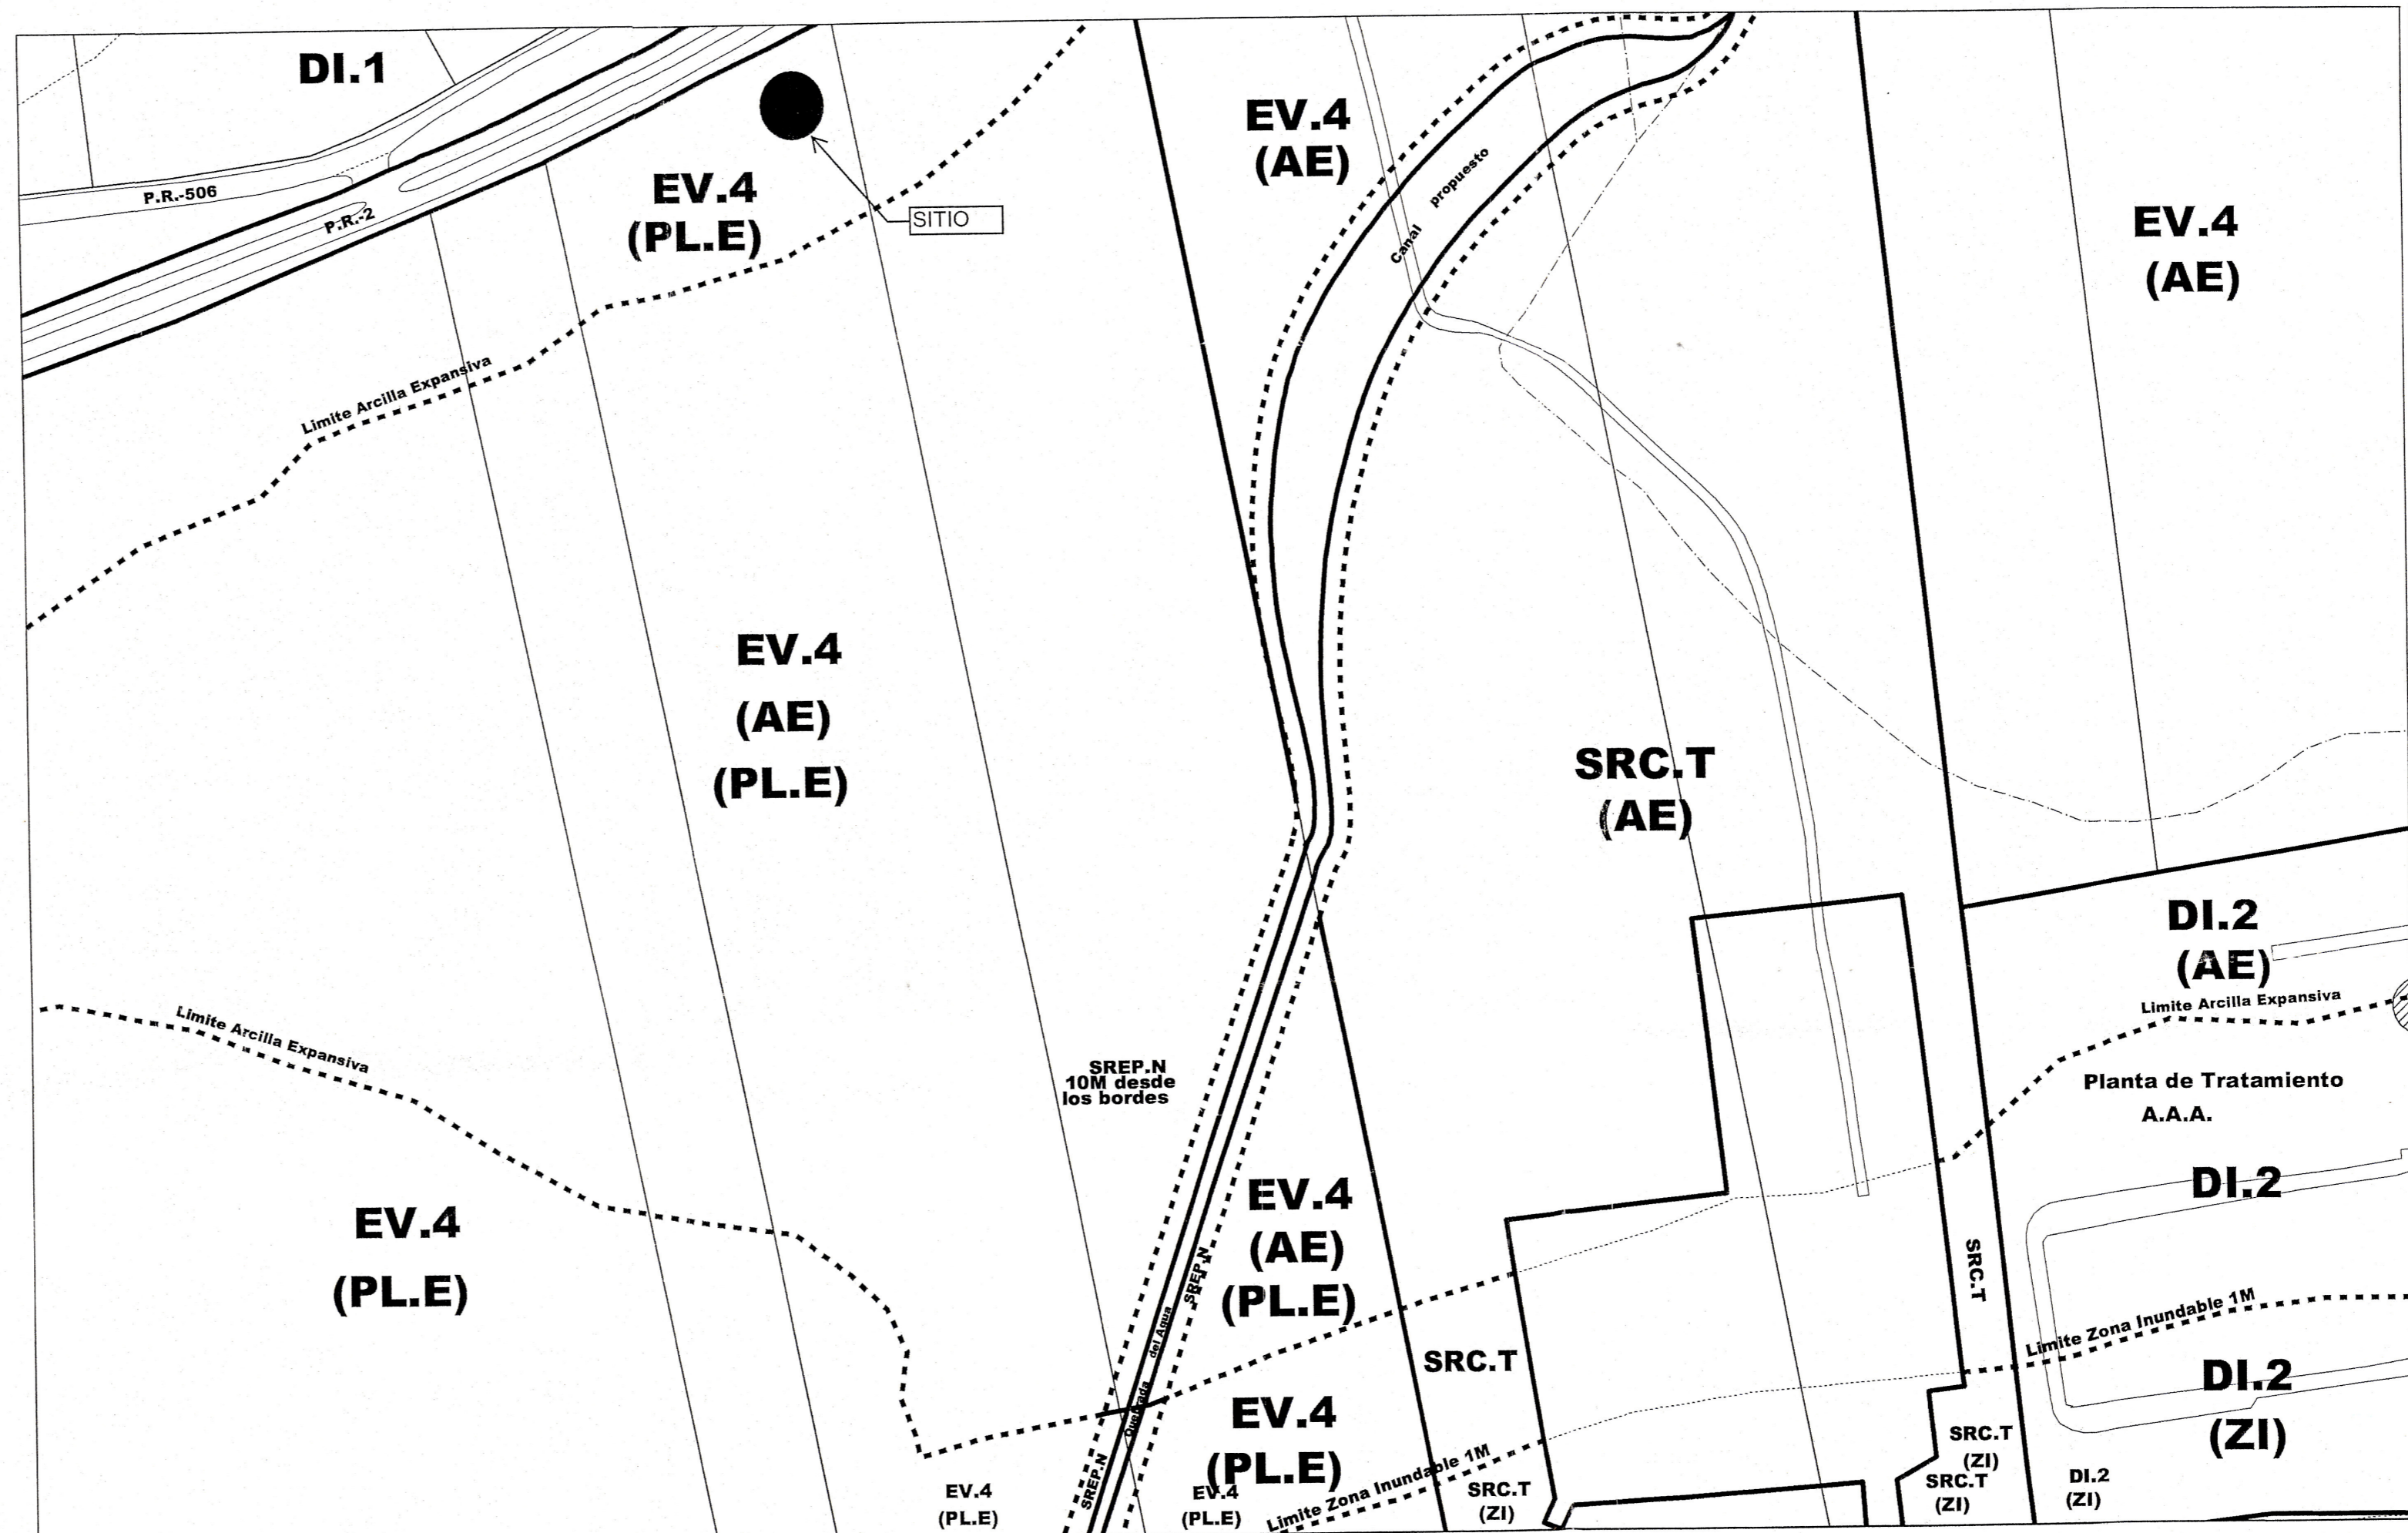 DI.1
P.R.-506
P.R.-2
EV.4
(PL.E)
SITIO
EV.4
(AE)
Canal propuesto
EV.4
(AE)
Limite Arcilla Expansiva
EV.4
(AE)
(PL.E)
SRC.T
(AE)
DI.2
(AE)
Limite Arcilla Expansiva
Planta de Tratamiento
A.A.A.
Limite Arcilla Expansiva
SREP.N
10M desde
los bordes
EV.4
(PL.E)
EV.4
(AE)
(PL.E)
SREP.N
Quebrada del Agua
DI.2
SRC.T
Limite Zona Inundable 1M
SRC.T
EV.4
(PL.E)
DI.2
(ZI)
SRC.T
(ZI)
SREP.N
EV.4
(PL.E)
EV.4
(PL.E)
Limite Zona Inundable 1M
SRC.T
(ZI)
SRC.T
(ZI)
DI.2
(ZI)